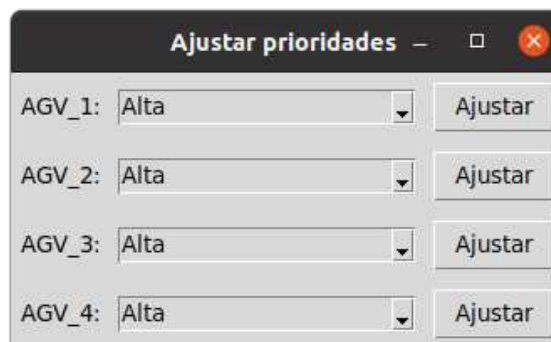 Ajustar prioridades
AGV_1: Alta Ajustar
AGV_2: Alta Ajustar
AGV_3: Alta Ajustar
AGV_4: Alta Ajustar